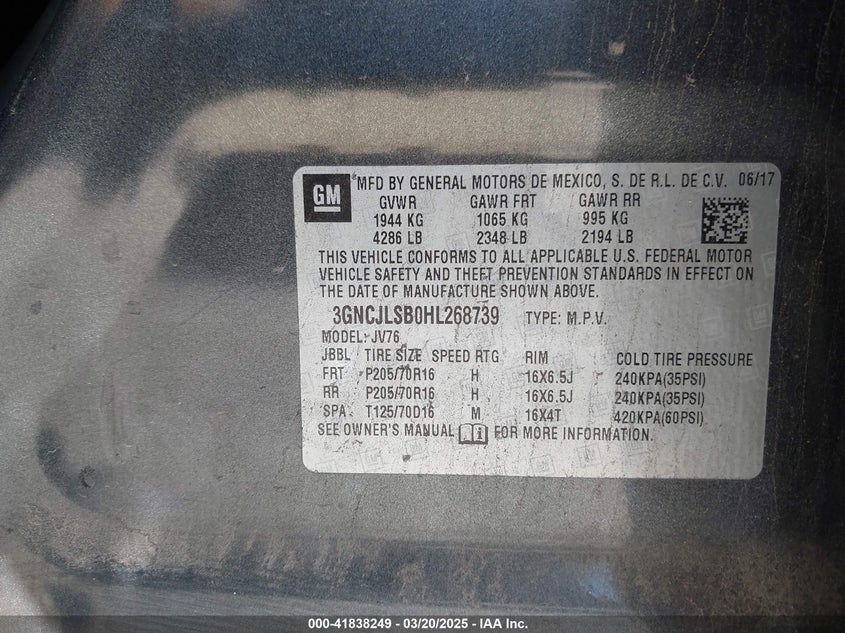 GM
MFD BY GENERAL MOTORS DE MEXICO, S. DE R.L. DE C.V. 06/17
GVWR GAWR FRT GAWR RR
1944 KG 1065 KG 995 KG
4286 LB 2348 LB 2194 LB
THIS VEHICLE CONFORMS TO ALL APPLICABLE U.S. FEDERAL MOTOR
VEHICLE SAFETY AND THEFT PREVENTION STANDARDS IN EFFECT ON
THE DATE OF MANUFACTURE SHOWN ABOVE.
3GNCJLSB0HL268739 TYPE: M.P.V.
MODEL: JV76
JBBL TIRE SIZE SPEED RTG RIM COLD TIRE PRESSURE
FRT P205/70R16 H 16X6.5J 240KPA(35PSI)
RR P205/70R16 H 16X6.5J 240KPA(35PSI)
SPA T125/70D16 M 16X4T 420KPA(60PSI)
SEE OWNER'S MANUAL FOR MORE INFORMATION.
000-41838249 - 03/20/2025 - IAA Inc.